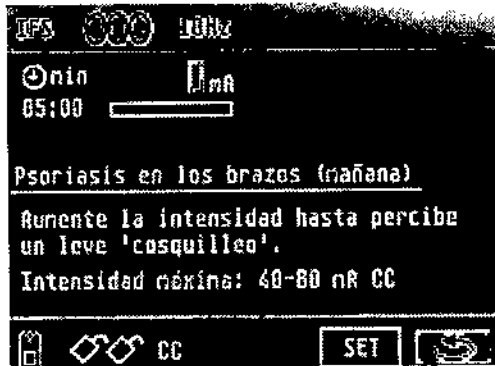 IFS 10Hz
min 0 mA
05:00
Psoriasis en los brazos (mañana)
Aumente la intensidad hasta percibe
un leve 'cosquilleo'.
Intensidad máxima: 40-80 mA CC
CC SET